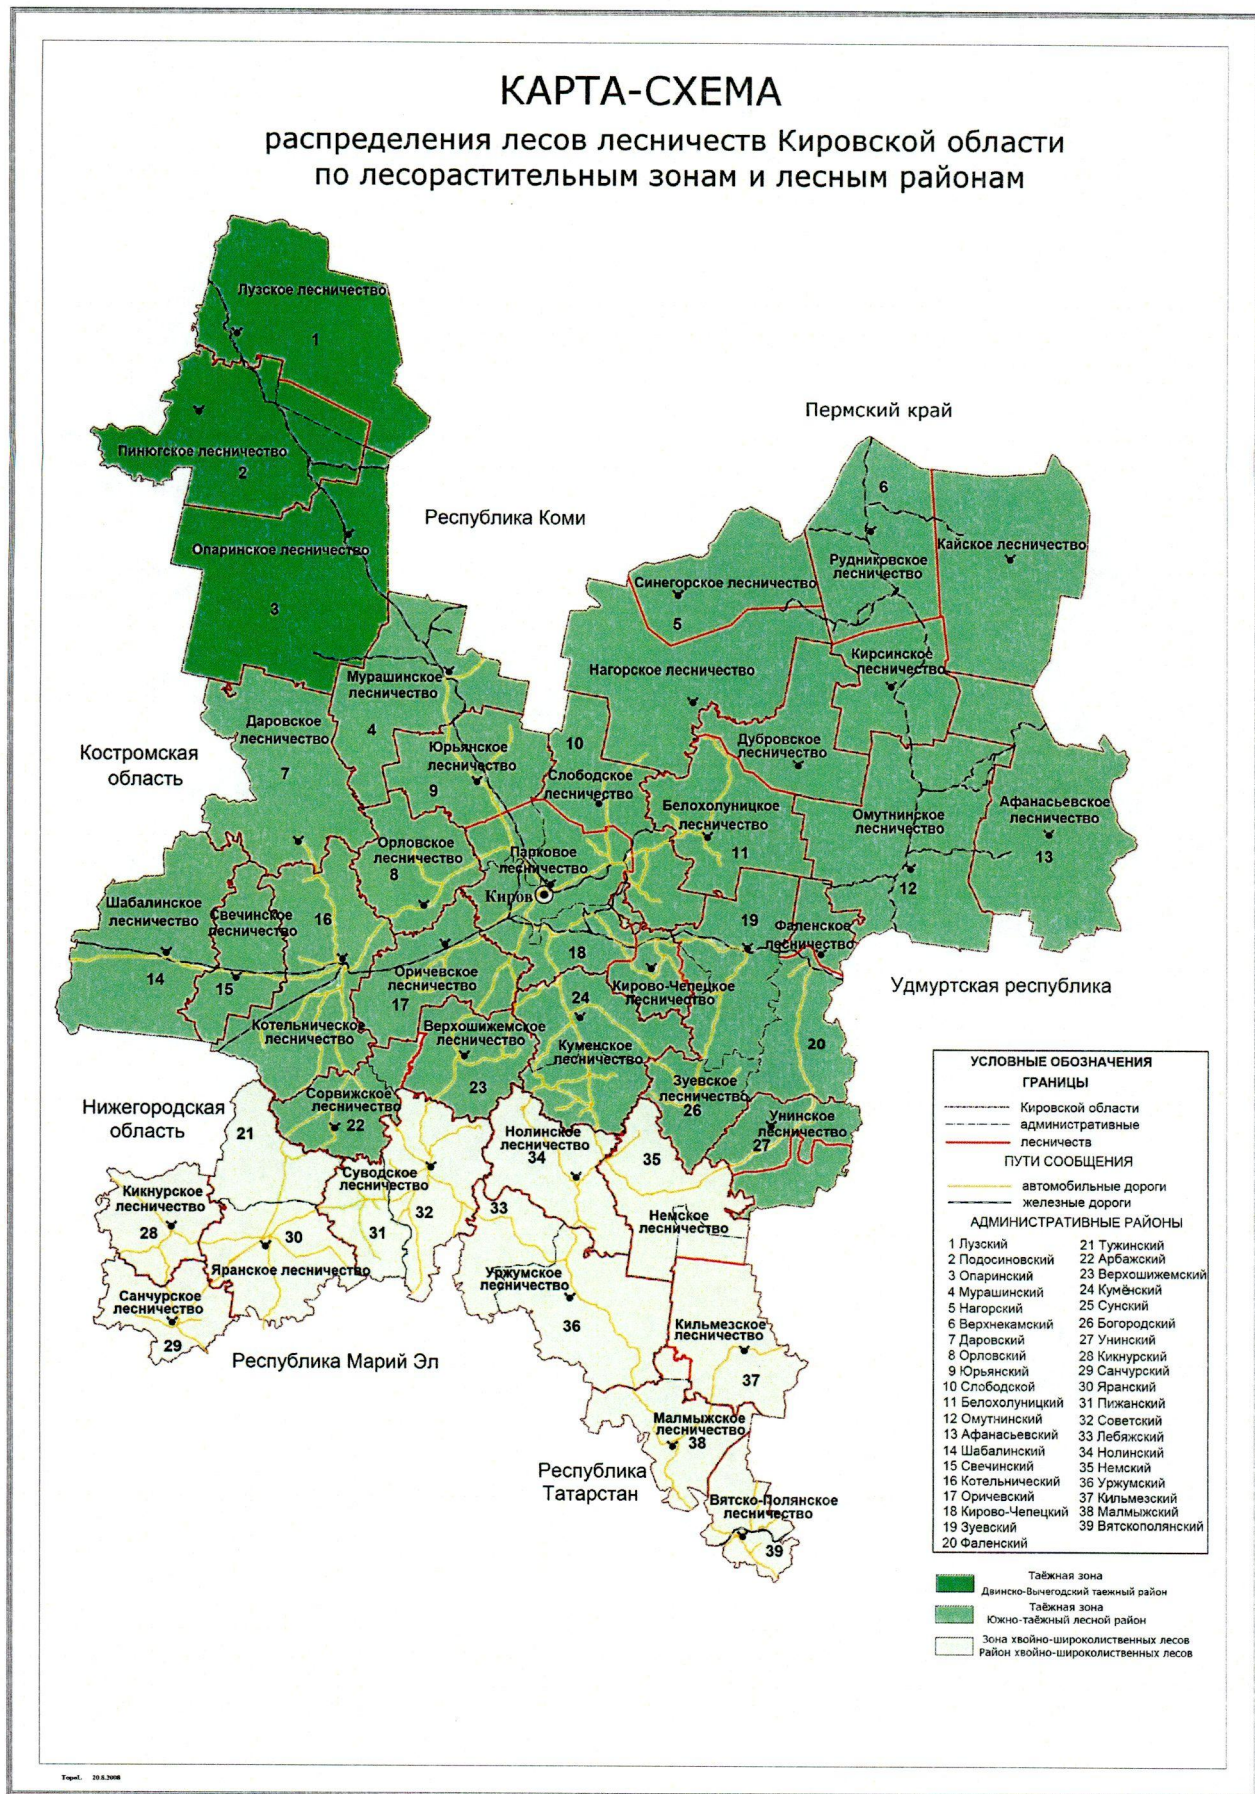 КАРТА-СХЕМА
распределения лесов лесничеств Кировской области
по лесорастительным зонам и лесным районам
Лузское лесничество
1
Пинюгское лесничество
2
Пермский край
Республика Коми
6
Опаринское лесничество
3
Рудниковское
лесничество
Кайское лесничество
Синегорское лесничество
5
Мурашинское
лесничество
4
Нагорское лесничество
Кирсинское
лесничество
Даровское
лесничество
7
Костромская
область
Юрьянское
лесничество
9
10
Слободское
лесничество
Дубровское
лесничество
Белохолуницкое
лесничество
11
Омутнинское
лесничество
12
Афанасьевское
лесничество
13
Орловское
лесничество
8
Парковое
лесничество
Киров
Шабалинское
лесничество
14
Свечинское
лесничество
15
16
19
Фаленское
лесничество
18
Оричевское
лесничество
17
Кирово-Чепецкое
лесничество
24
Удмуртская республика
Котельническое
лесничество
Верхошижемское
лесничество
23
Куменское
лесничество
20
Зуевское
лесничество
26
Сорвижское
лесничество
22
Унинское
лесничество
27
Нижегородская
область
21
Нолинское
лесничество
34
35
Кикнурское
лесничество
28
Суводское
лесничество
31
32
33
Немское
лесничество
30
Яранское лесничество
Уржумское
лесничество
36
Санчурское
лесничество
29
Кильмезское
лесничество
37
Республика Марий Эл
Малмыжское
лесничество
38
Республика
Татарстан
Вятско-Полянское
лесничество
39
УСЛОВНЫЕ ОБОЗНАЧЕНИЯ
ГРАНИЦЫ
Кировской области
административные
лесничеств
ПУТИ СООБЩЕНИЯ
автомобильные дороги
железные дороги
АДМИНИСТРАТИВНЫЕ РАЙОНЫ
1 Лузский
2 Подосиновский
3 Опаринский
4 Мурашинский
5 Нагорский
6 Верхнекамский
7 Даровский
8 Орловский
9 Юрьянский
10 Слободской
11 Белохолуницкий
12 Омутнинский
13 Афанасьевский
14 Шабалинский
15 Свечинский
16 Котельнический
17 Оричевский
18 Кирово-Чепецкий
19 Зуевский
20 Фаленский
21 Тужинский
22 Арбажский
23 Верхошижемский
24 Кумёнский
25 Сунский
26 Богородский
27 Унинский
28 Кикнурский
29 Санчурский
30 Яранский
31 Пижанский
32 Советский
33 Лебяжский
34 Нолинский
35 Немский
36 Уржумский
37 Кильмезский
38 Малмыжский
39 Вятскополянский
Таёжная зона
Двинско-Вычегодский таежный район
Таёжная зона
Южно-таёжный лесной район
Зона хвойно-широколиственных лесов
Район хвойно-широколиственных лесов
TopoL 20.8.2008